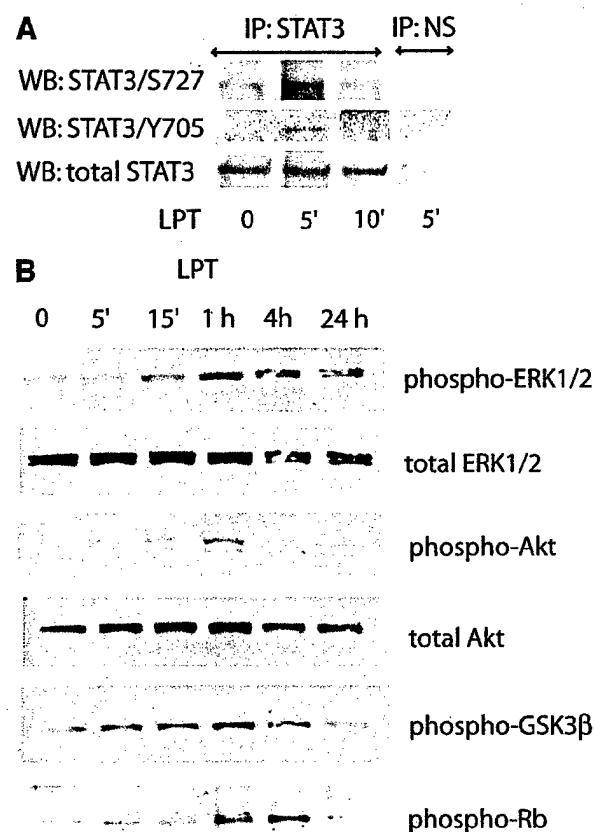 A
IP: STAT3 IP: NS
WB: STAT3/S727
WB: STAT3/Y705
WB: total STAT3
LPT 0 5' 10' 5'
B LPT
0 5' 15' 1 h 4h 24 h
phospho-ERK1/2
total ERK1/2
phospho-Akt
total Akt
phospho-GSK3β
phospho-Rb